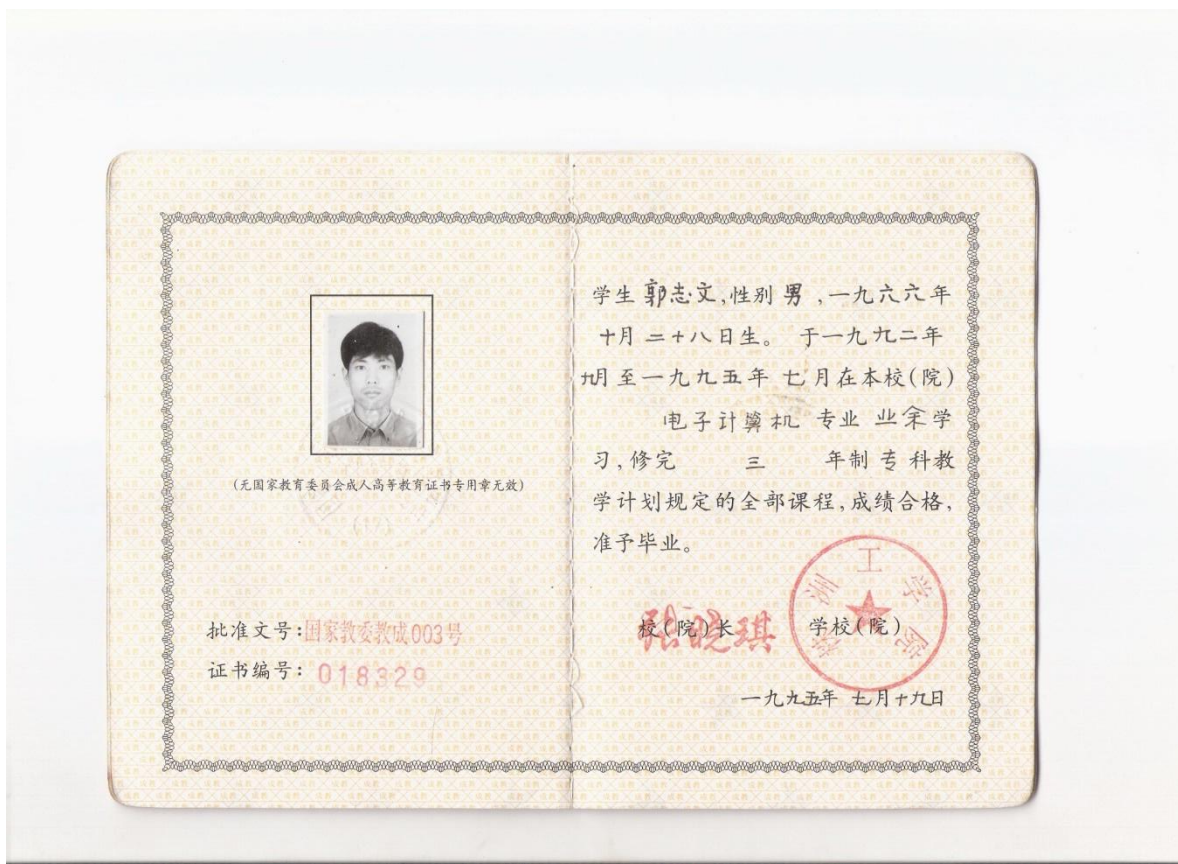 (无国家教育委员会成人高等教育证书专用章无效)
(17)
批准文号:国家教委教成003号
证书编号: 018329
学生 郭志文,性别 男 ,一九六六年
十月 二十八日生。 于一九九二年
九月至一九九五年 七月在本校(院)
电子计算机 专业 业余学
习,修完 三 年制 专 科教
学计划规定的全部课程,成绩合格,
准予毕业。
校(院)长 张晓琪 学校(院)
工学院
一九九五年 七月十九日